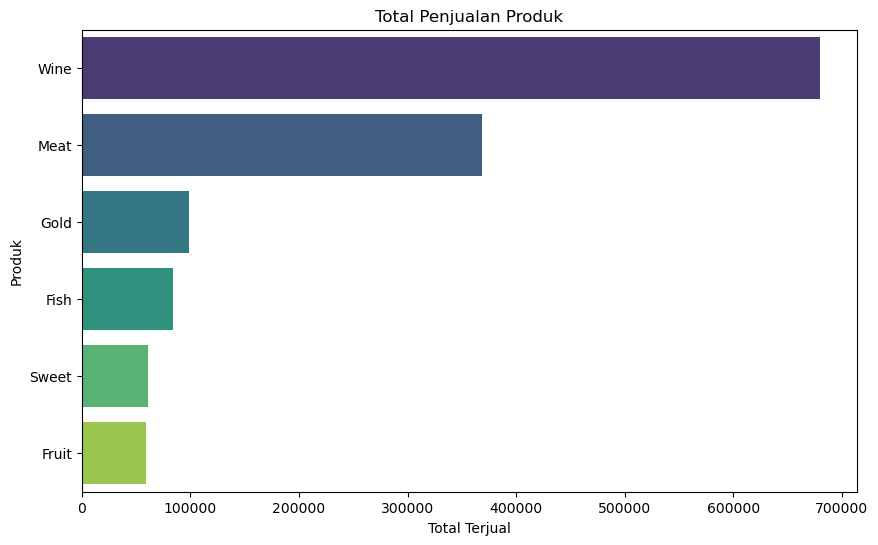 Total Penjualan Produk
Produk
Wine
Meat
Gold
Fish
Sweet
Fruit
0 100000 200000 300000 400000 500000 600000 700000
Total Terjual